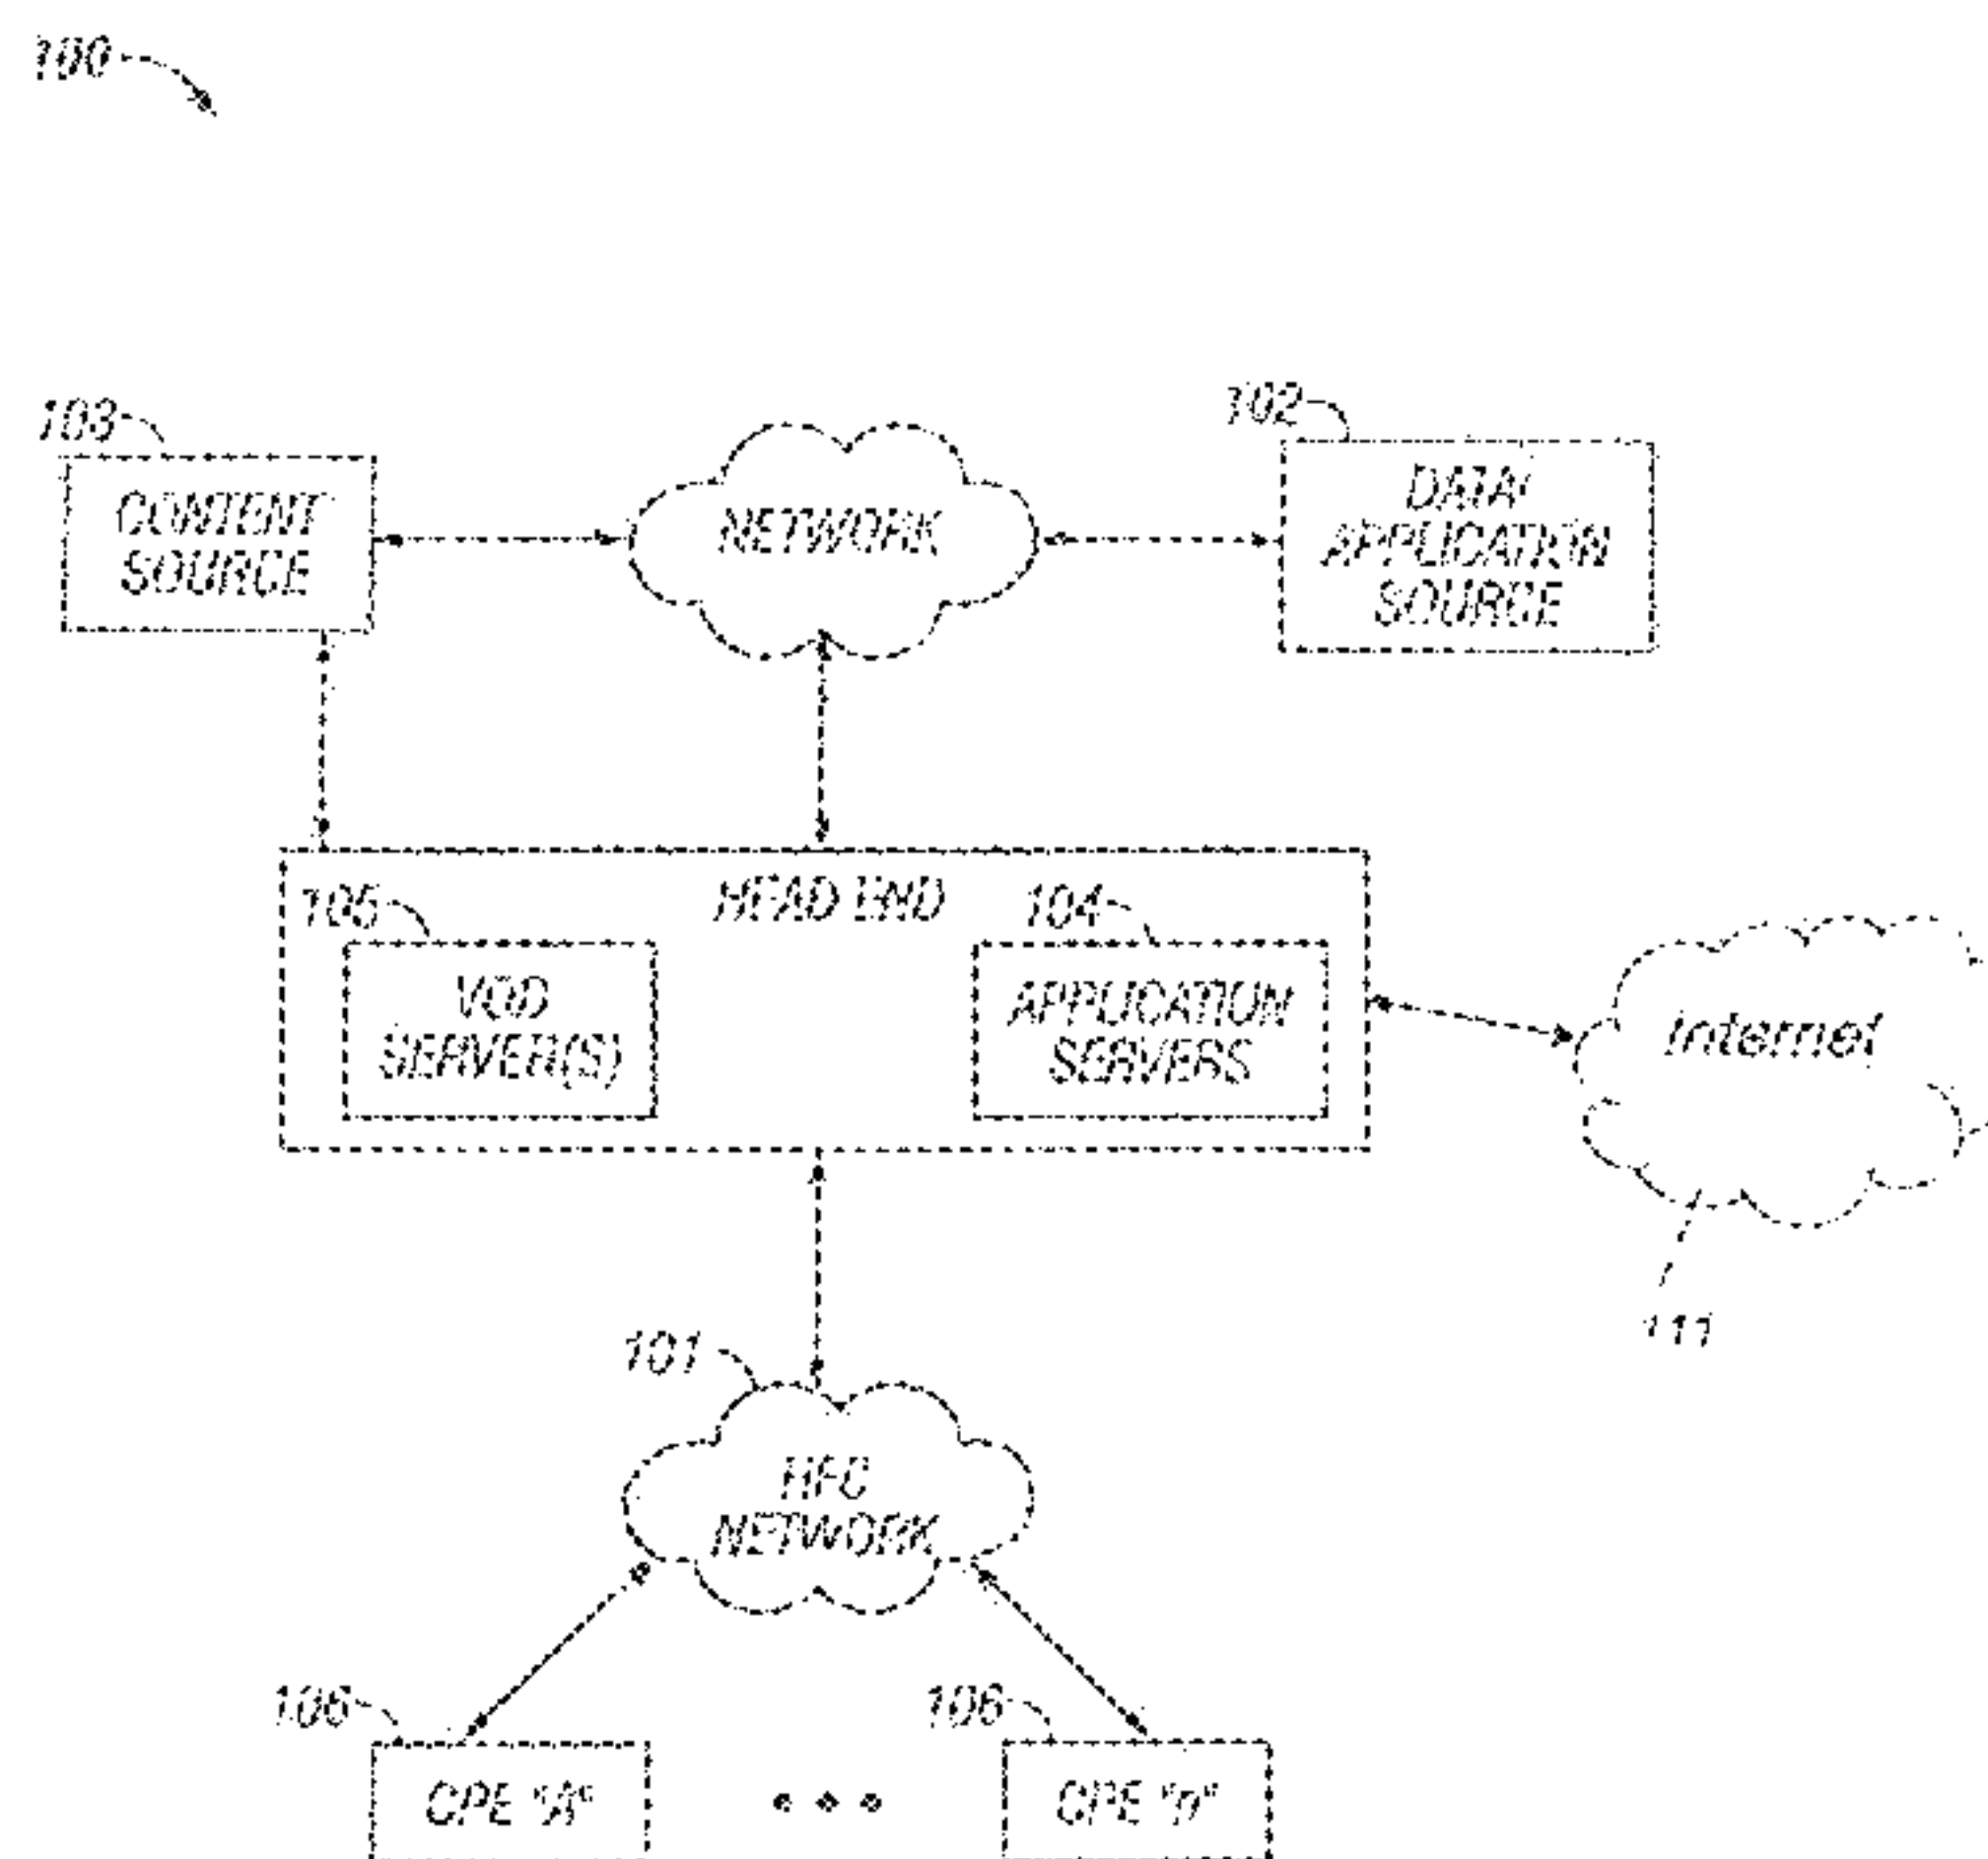 100
103
102
CONTENT
SOURCE
NETWORK
DATA/
APPLICATION
SOURCE
105
HEAD END
104
VOD
SERVER(S)
APPLICATION
SERVERS
Internet
111
101
HFC
NETWORK
106
106
CPE "A"
CPE "n"